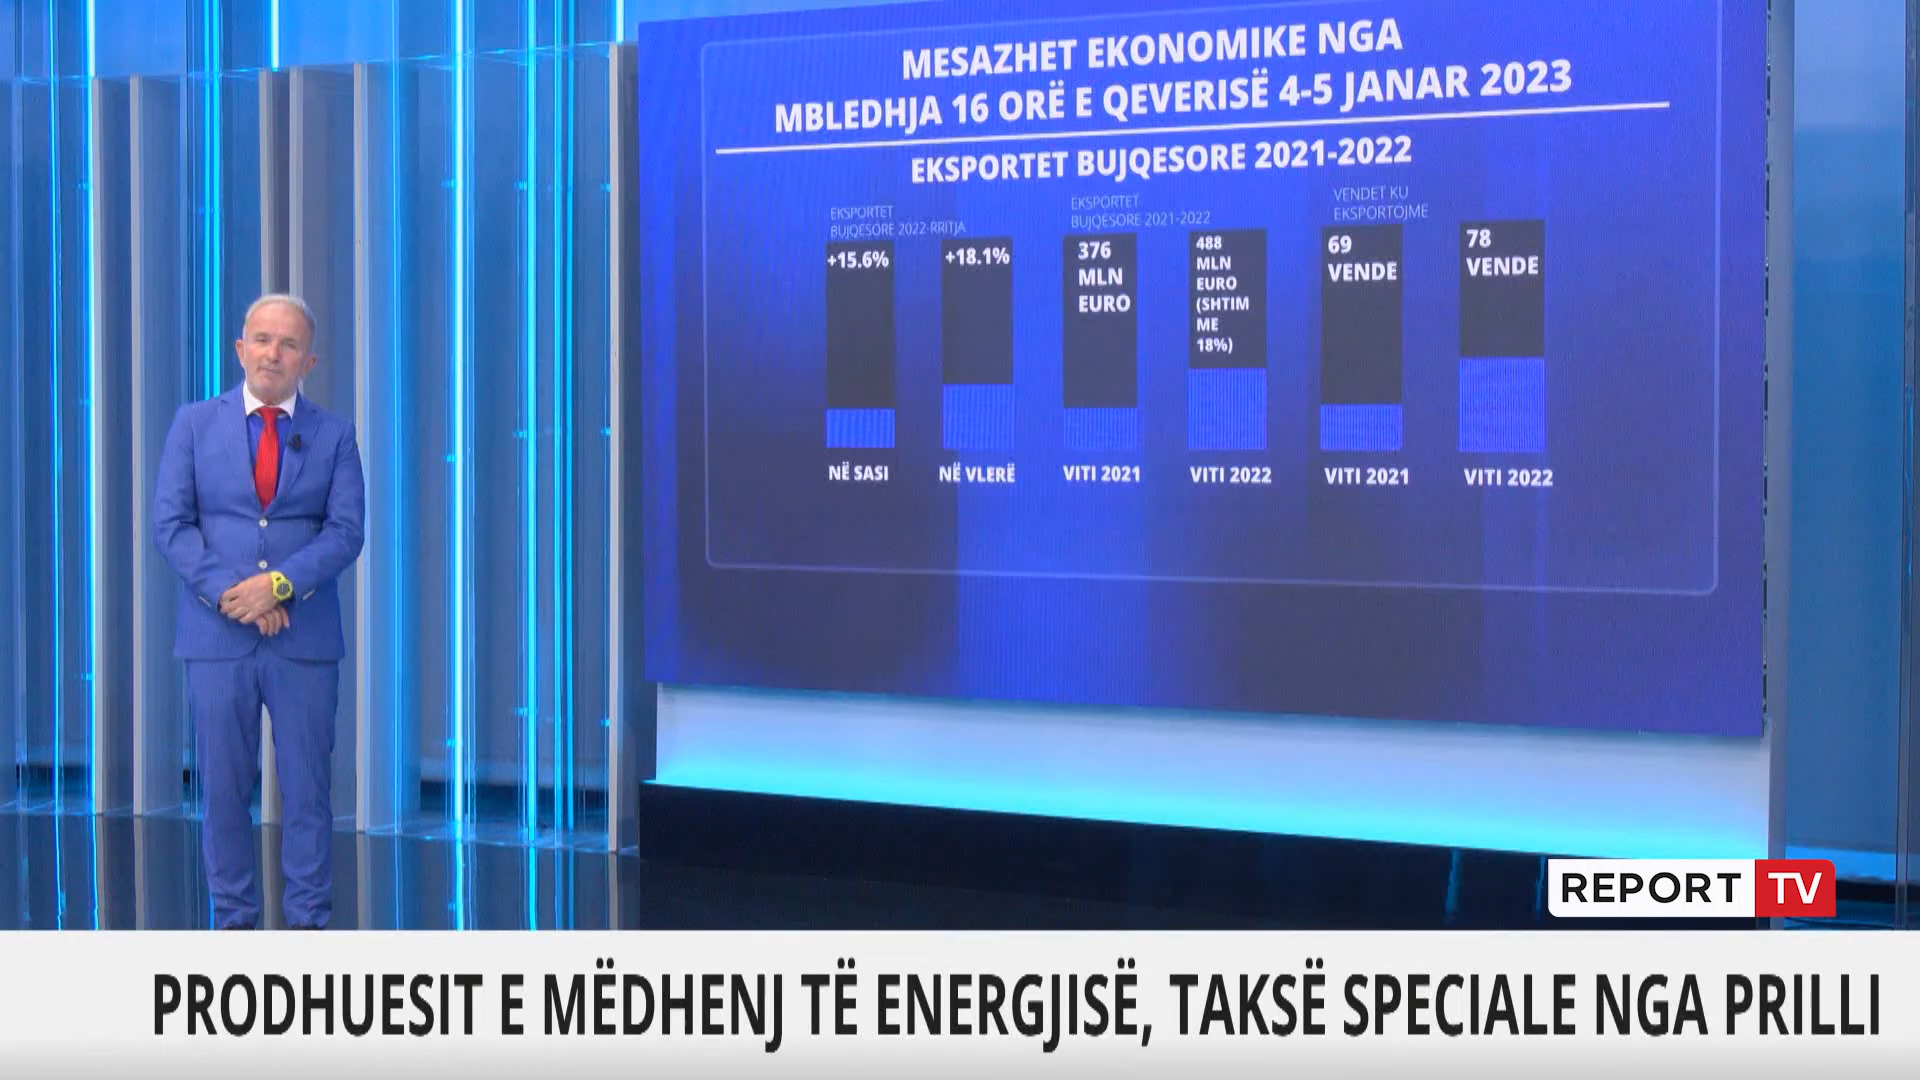 MESAZHET EKONOMIKE NGA
MBLEDHJA 16 ORË E QEVERISË 4-5 JANAR 2023
EKSPORTET BUJQESORE 2021-2022
EKSPORTET
BUJQESORE 2022-RRITJA
EKSPORTET
BUJQESORE 2021-2022
VENDET KU
EKSPORTOJME
+15.6%
+18.1%
376
MLN
EURO
488
MLN
EURO
(SHTIM
ME
18%)
69
VENDE
78
VENDE
NË SASI
NË VLERË
VITI 2021
VITI 2022
VITI 2021
VITI 2022
REPORT TV
PRODHUESIT E MËDHENJ TË ENERGJISË, TAKSË SPECIALE NGA PRILLI